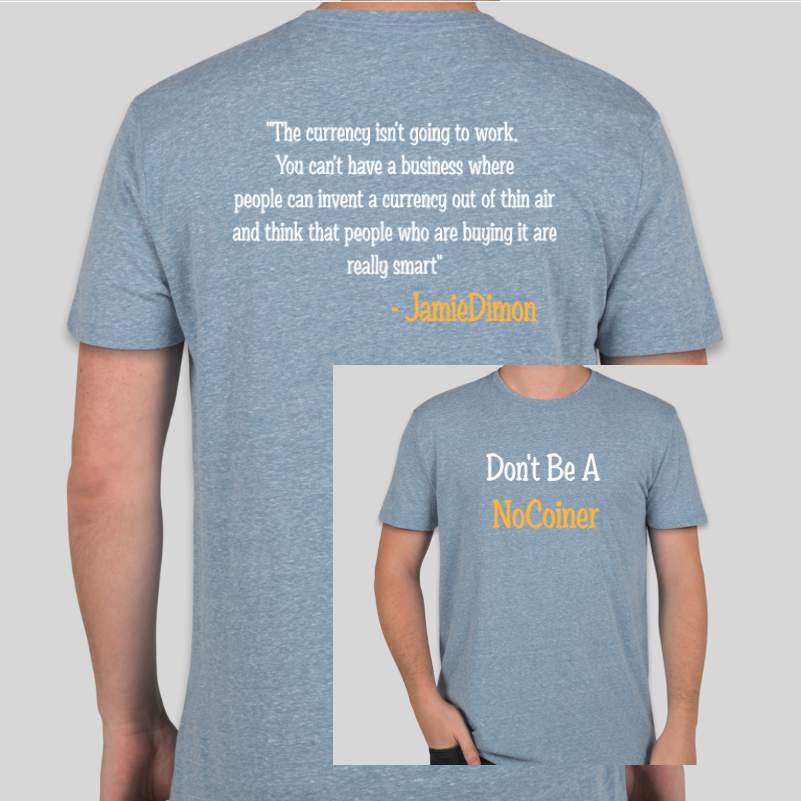 "The currency isn't going to work.
You can't have a business where
people can invent a currency out of thin air
and think that people who are buying it are
really smart"
- JamieDimon
Don't Be A
NoCoiner